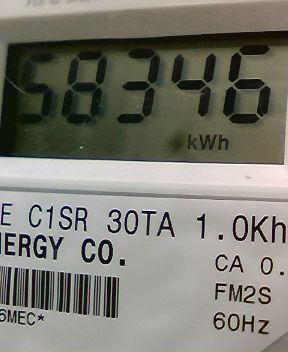 58346
kWh
E C1SR 30TA 1.0Kh
NERGY CO.
CA 0.
FM2S
6MEC*
60Hz